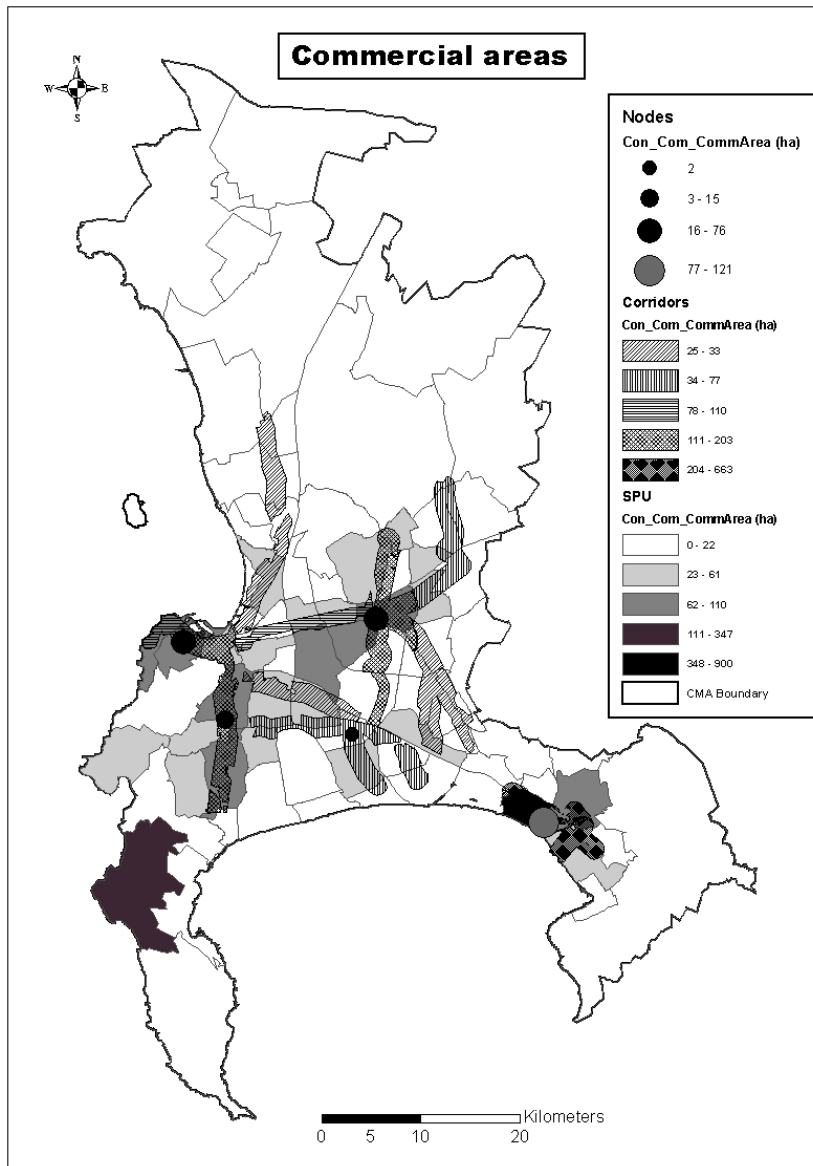 Commercial areas
N
W E
S
Nodes
Con_Com_CommArea (ha)
2
3 - 15
16 - 76
77 - 121
Corridors
Con_Com_CommArea (ha)
25 - 33
34 - 77
78 - 110
111 - 203
204 - 663
SPU
Con_Com_CommArea (ha)
0 - 22
23 - 61
62 - 110
111 - 347
348 - 900
CMA Boundary
Kilometers
0 5 10 20